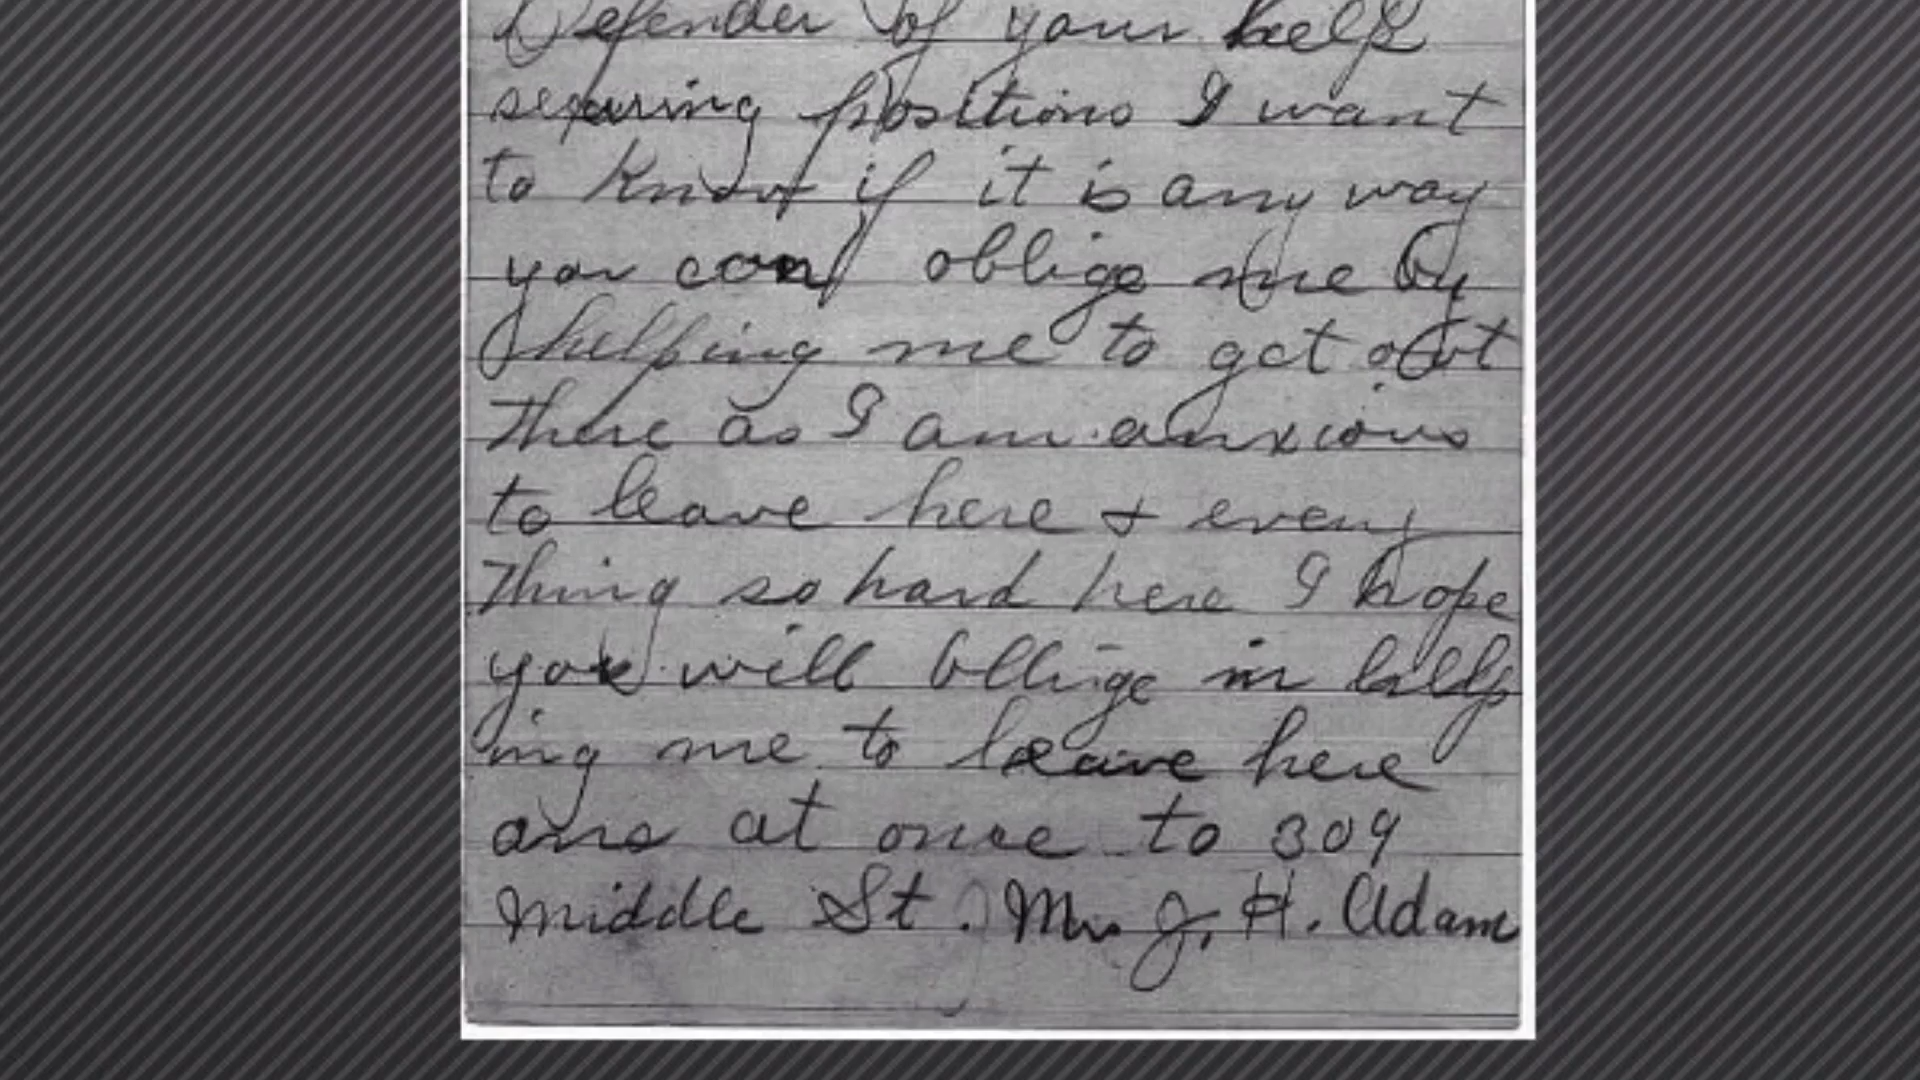 Defender of your help
securing positions I want
to know if it is any way
you can oblige me by
helping me to get out
There as I am anxious
to leave here & every
Thing so hard here I hope
you will oblige in help
ing me to leave here
ans at once to 309
Middle St. Mrs J. H. Adam